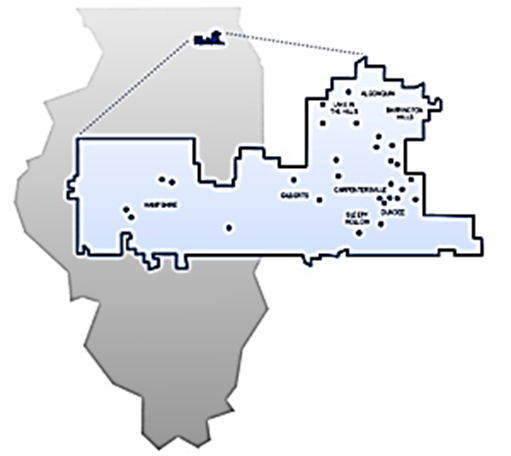 ALGONQUIN
LAKE IN
THE HILLS
BARRINGTON
HILLS
CARPENTERSVILLE
GILBERTS
HAMPSHIRE
SLEEPY
HOLLOW
DUNDEE